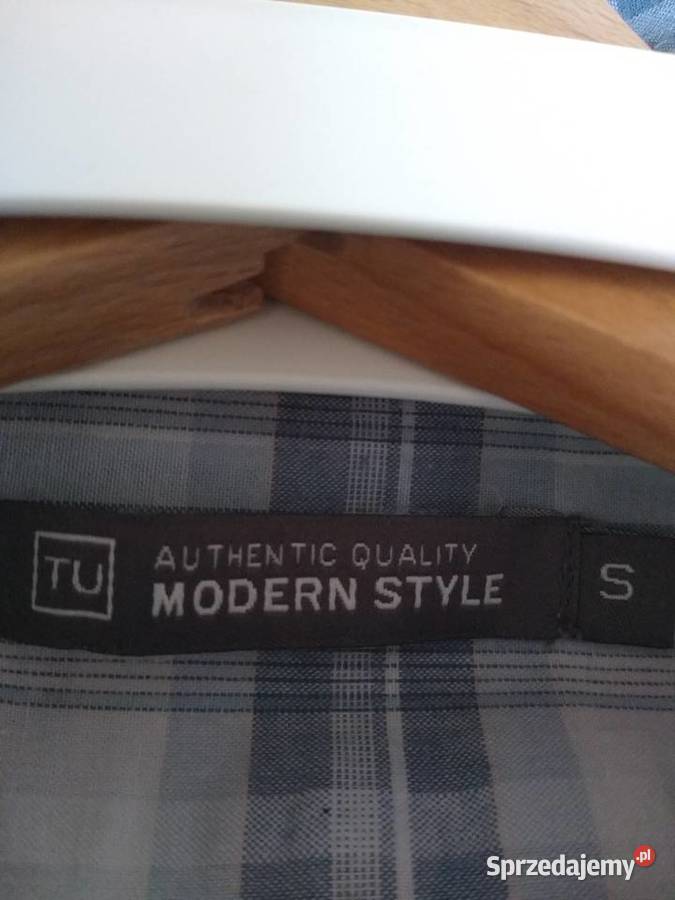 TU
AUTHENTIC QUALITY
MODERN STYLE
S
Sprzedajemy.pl